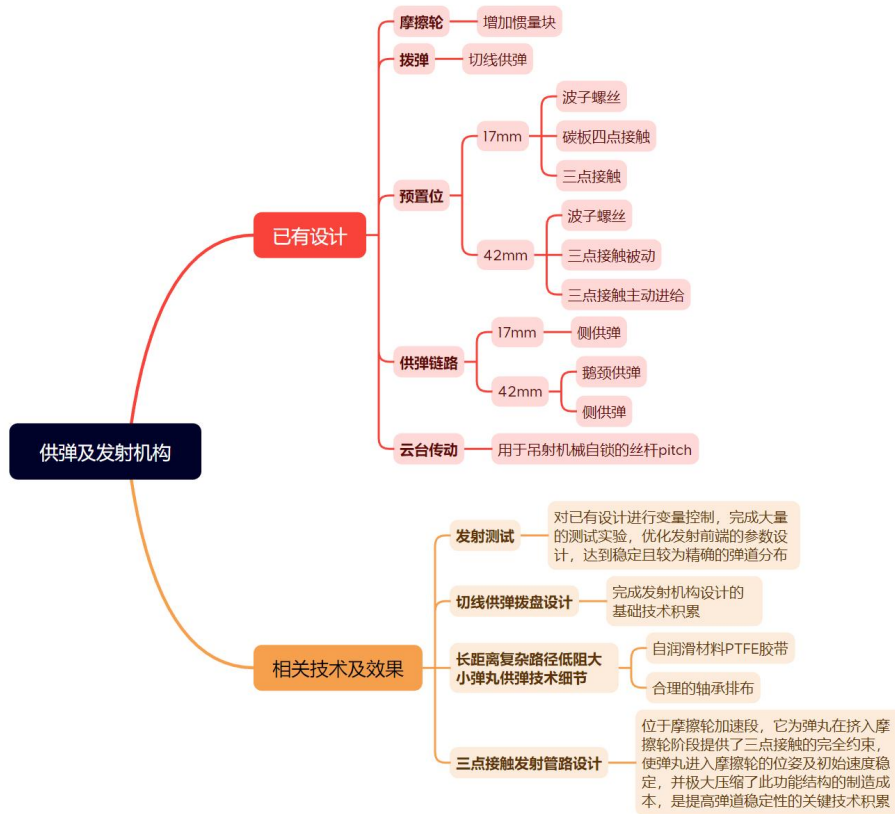 供弹及发射机构
已有设计
摩擦轮
增加惯量块
拨弹
切线供弹
预置位
17mm
波子螺丝
碳板四点接触
三点接触
42mm
波子螺丝
三点接触被动
三点接触主动进给
供弹链路
17mm
侧供弹
42mm
鹅颈供弹
侧供弹
云台传动
用于吊射机械自锁的丝杆pitch
相关技术及效果
发射测试
对已有设计进行变量控制，完成大量
的测试实验，优化发射前端的参数设
计，达到稳定且较为精确的弹道分布
切线供弹拨盘设计
完成发射机构设计的
基础技术积累
长距离复杂路径低阻大
小弹丸供弹技术细节
自润滑材料PTFE胶带
合理的轴承排布
三点接触发射管路设计
位于摩擦轮加速段，它为弹丸在挤入摩
擦轮阶段提供了三点接触的完全约束，
使弹丸进入摩擦轮的位姿及初始速度稳
定，并极大压缩了此功能结构的制造成
本，是提高弹道稳定性的关键技术积累